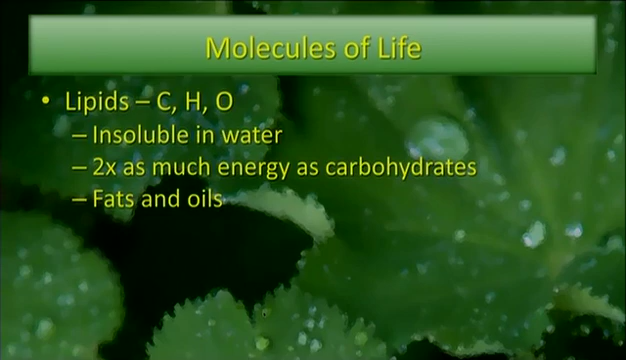 Molecules of Life
• Lipids – C, H, O
– Insoluble in water
– 2x as much energy as carbohydrates
– Fats and oils